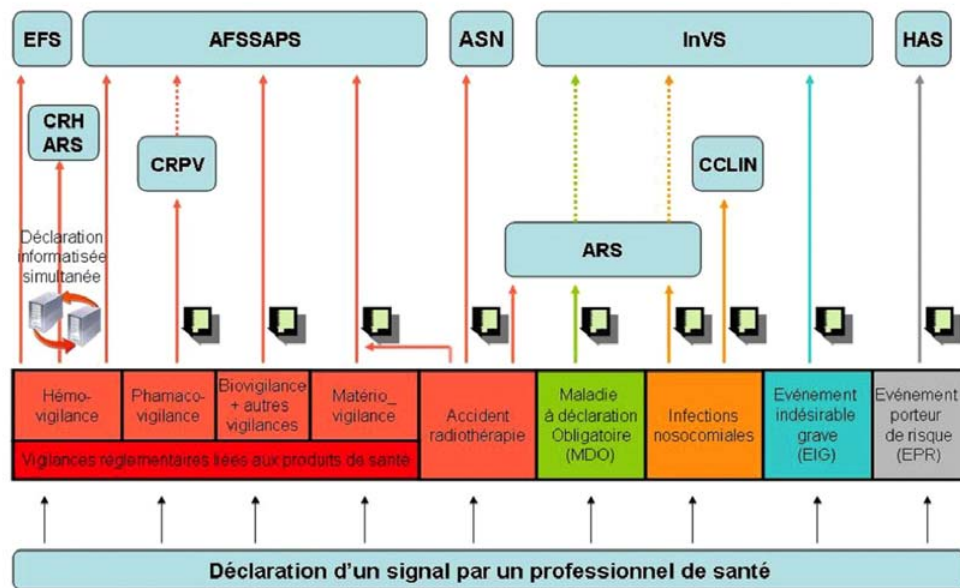 EFS
AFSSAPS
ASN
InVS
HAS
CRH
ARS
CRPV
CCLIN
Déclaration
informatisée
simultanée
ARS
Hémo-
vigilance
Pharmaco-
vigilance
Biovigilance
+ autres
vigilances
Matério_
vigilance
Accident
radiothérapie
Maladie
à déclaration
Obligatoire
(MDO)
Infections
nosocomiales
Evénement
indésirable
grave
(EIG)
Evénement
porteur
de risque
(EPR)
Vigilances réglementaires liées aux produits de santé
Déclaration d'un signal par un professionnel de santé